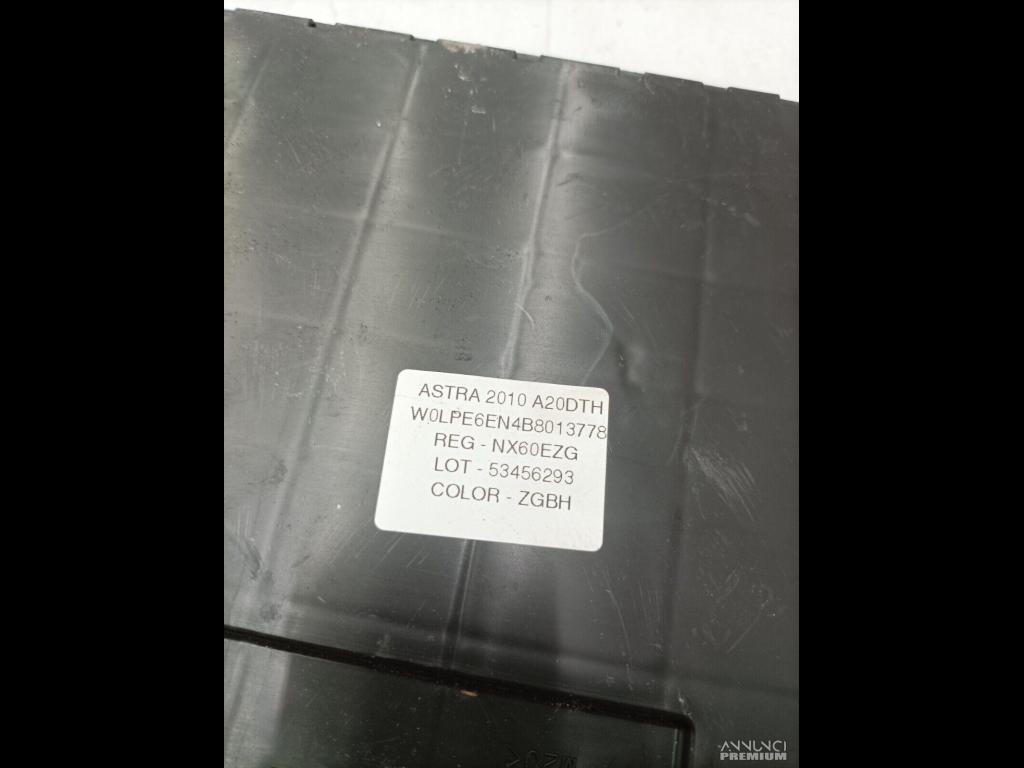 ASTRA 2010 A20DTH
W0LPE6EN4B8013778
REG - NX60EZG
LOT - 53456293
COLOR - ZGBH
ANNUNCI
PREMIUM